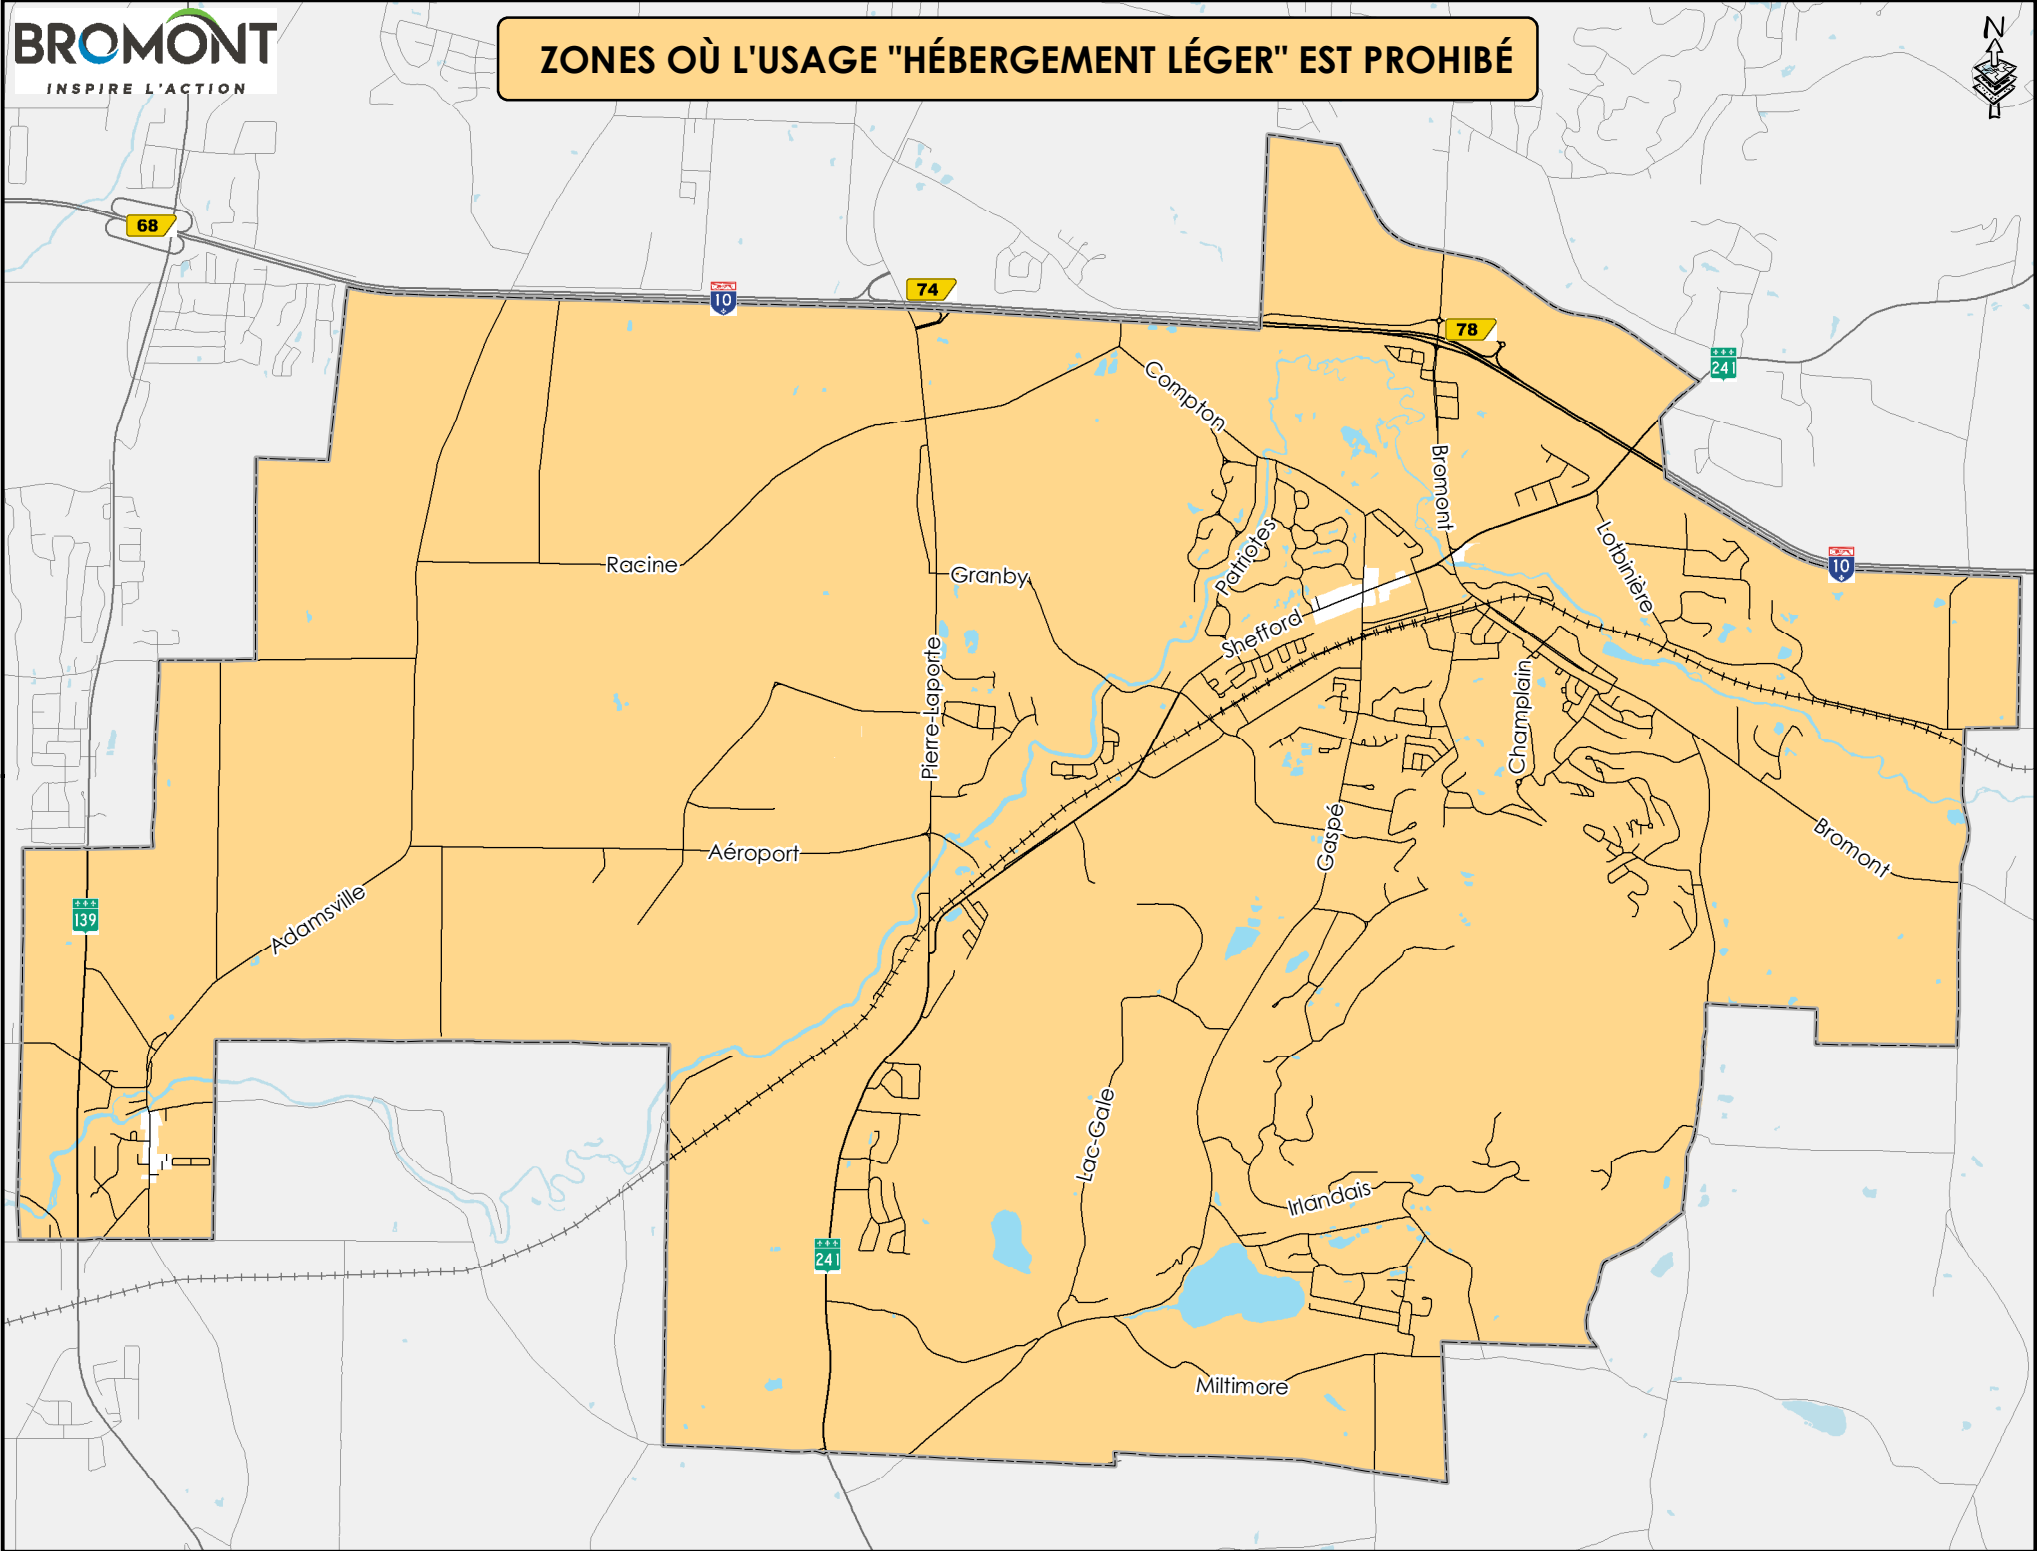 BROMONT
INSPIRE L'ACTION
ZONES OÙ L'USAGE "HÉBERGEMENT LÉGER" EST PROHIBÉ
N
68
74
10
78
241
Compton
Bromont
Lotbinière
10
Racine
Granby
Patriotes
Shefford
Pierre-Laporte
Champlain
Gaspé
Bromont
Aéroport
Adamsville
139
Lac-Gale
Irlandais
241
Miltimore